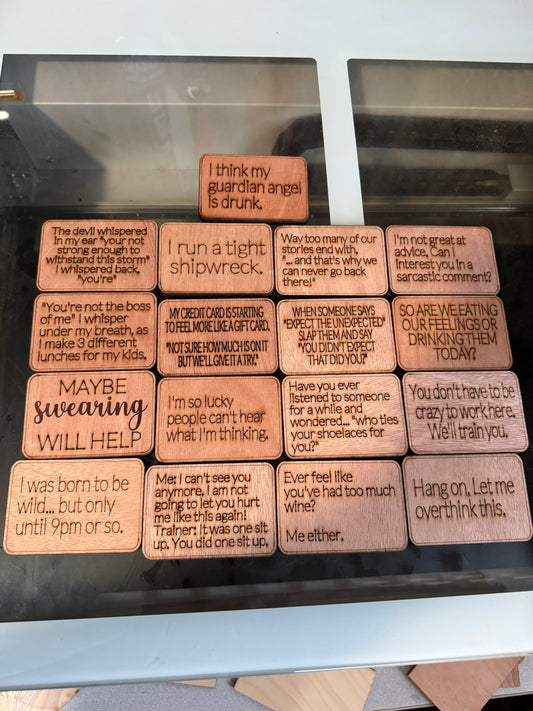 I think my
guardian angel
is drunk.
The devil whispered
in my ear "your not
strong enough to
withstand this storm"
I whispered back,
"you're"
I run a tight
shipwreck.
Way too many of our
stories end with,
"... and that's why we
can never go back
there!"
I'm not great at
advice, Can I
interest you in a
sarcastic comment?
"You're not the boss
of me" I whisper
under my breath, as
I make 3 different
lunches for my kids.
MY CREDIT CARD IS STARTING
TO FEEL MORE LIKE A GIFT CARD.
"NOT SURE HOW MUCH IS ON IT
BUT WE'LL GIVE IT A TRY."
WHEN SOMEONE SAYS
"EXPECT THE UNEXPECTED"
SLAP THEM AND SAY
"YOU DIDN'T EXPECT
THAT DID YOU?"
SO ARE WE EATING
OUR FEELINGS OR
DRINKING THEM
TODAY?
MAYBE
swearing
WILL HELP
I'm so lucky
people can't hear
what I'm thinking.
Have you ever
listened to someone
for a while and
wondered... "who ties
your shoelaces for
you?"
You don't have to be
crazy to work here.
We'll train you.
I was born to be
wild... but only
until 9pm or so.
Me: I can't see you
anymore, I am not
going to let you hurt
me like this again!
Trainer: It was one sit
up. You did one sit up.
Ever feel like
you've had too much
wine?
Me either.
Hang on. Let me
overthink this.